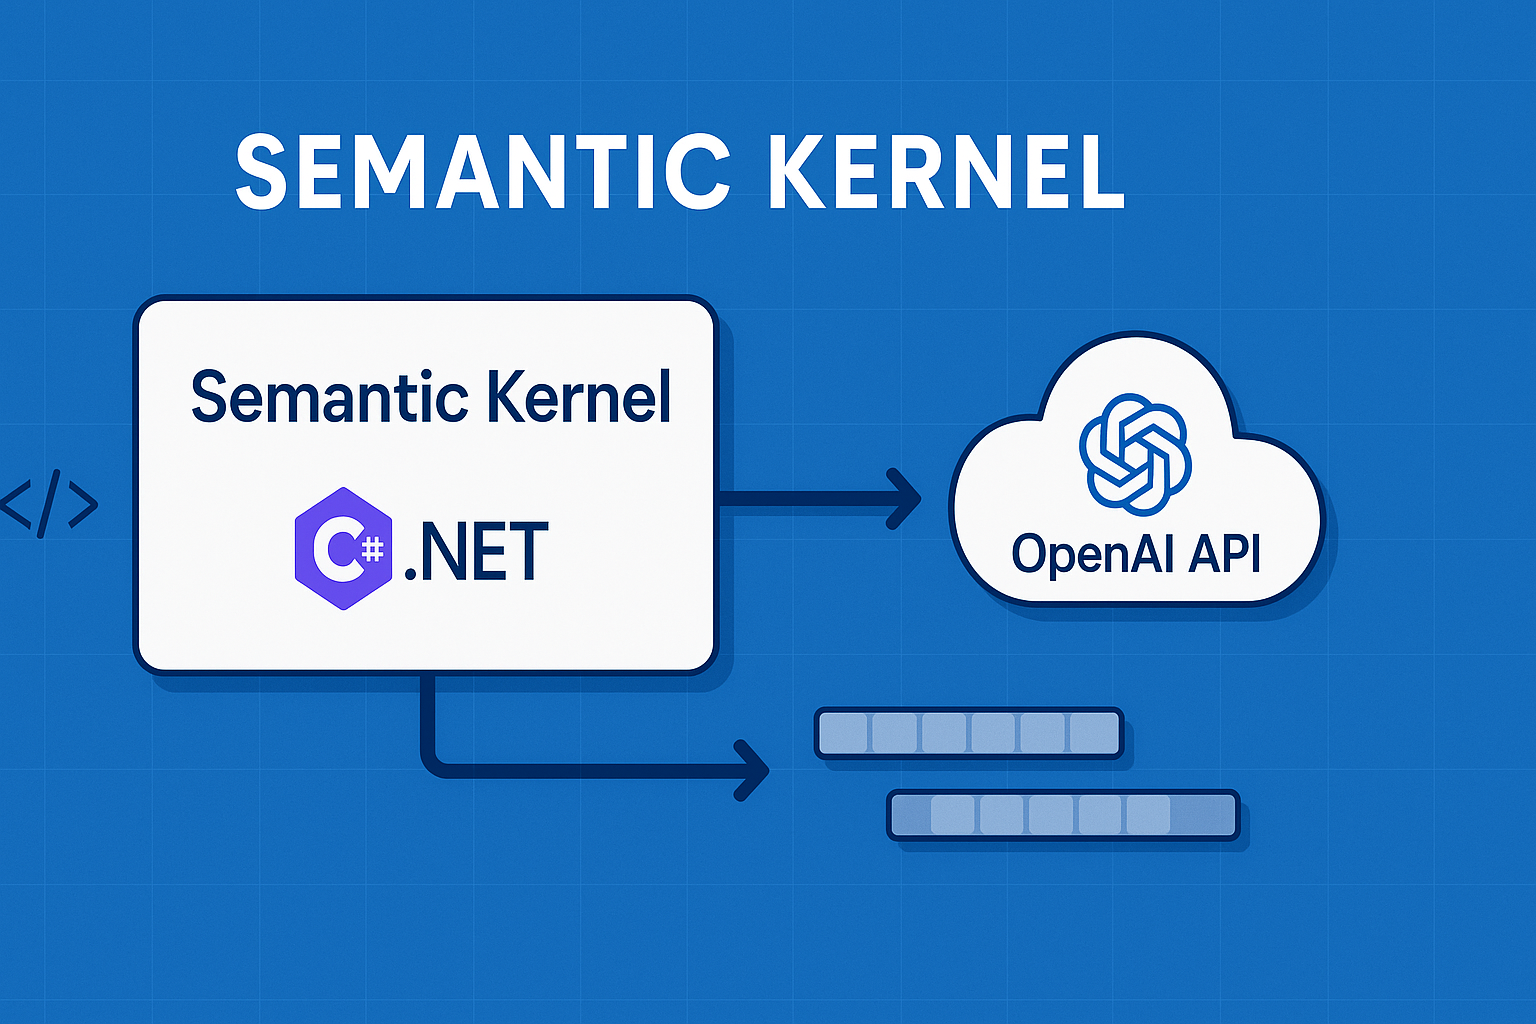 SEMANTIC KERNEL
Semantic Kernel
</>
C# .NET
OpenAI API